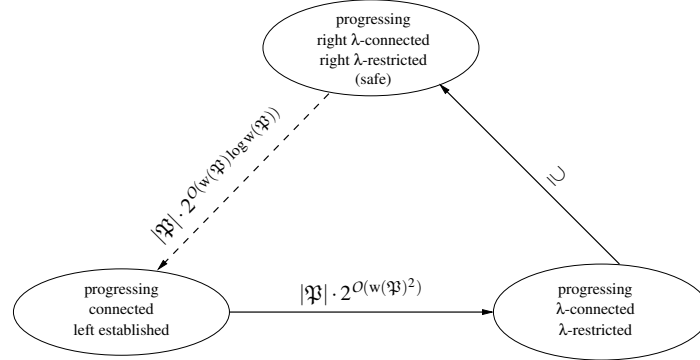 progressing
right λ-connected
right λ-restricted
(safe)
|𝔓| · 2^{O(w(𝔓) log w(𝔓))}
⊇
|𝔓| · 2^{O(w(𝔓)^2)}
progressing
connected
left established
progressing
λ-connected
λ-restricted